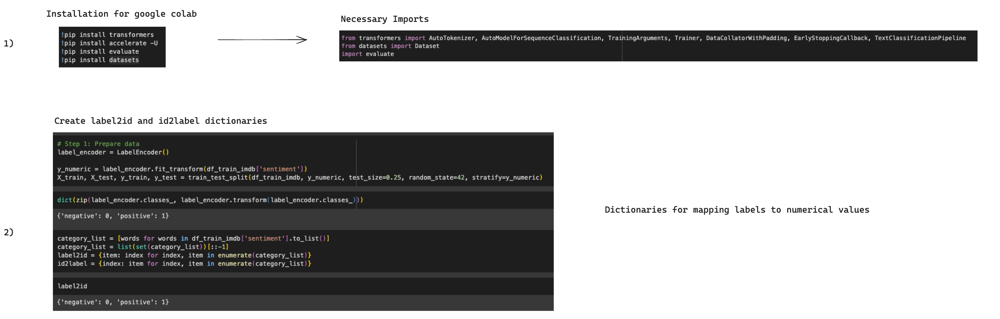 Installation for google colab
1)
!pip install transformers
!pip install accelerate -U
!pip install evaluate
!pip install datasets
Necessary Imports
from transformers import AutoTokenizer, AutoModelForSequenceClassification, TrainingArguments, Trainer, DataCollatorWithPadding, EarlyStoppingCallback, TextClassificationPipeline
from datasets import Dataset
import evaluate
Create label2id and id2label dictionaries
2)
# Step 1: Prepare data
label_encoder = LabelEncoder()
y_numeric = label_encoder.fit_transform(df_train_imdb['sentiment'])
X_train, X_test, y_train, y_test = train_test_split(df_train_imdb, y_numeric, test_size=0.25, random_state=42, stratify=y_numeric)
dict(zip(label_encoder.classes_, label_encoder.transform(label_encoder.classes_)))
{'negative': 0, 'positive': 1}
category_list = [words for words in df_train_imdb['sentiment'].to_list()]
category_list = list(set(category_list))[::-1]
label2id = {item: index for index, item in enumerate(category_list)}
id2label = {index: item for index, item in enumerate(category_list)}
label2id
{'negative': 0, 'positive': 1}
Dictionaries for mapping labels to numerical values